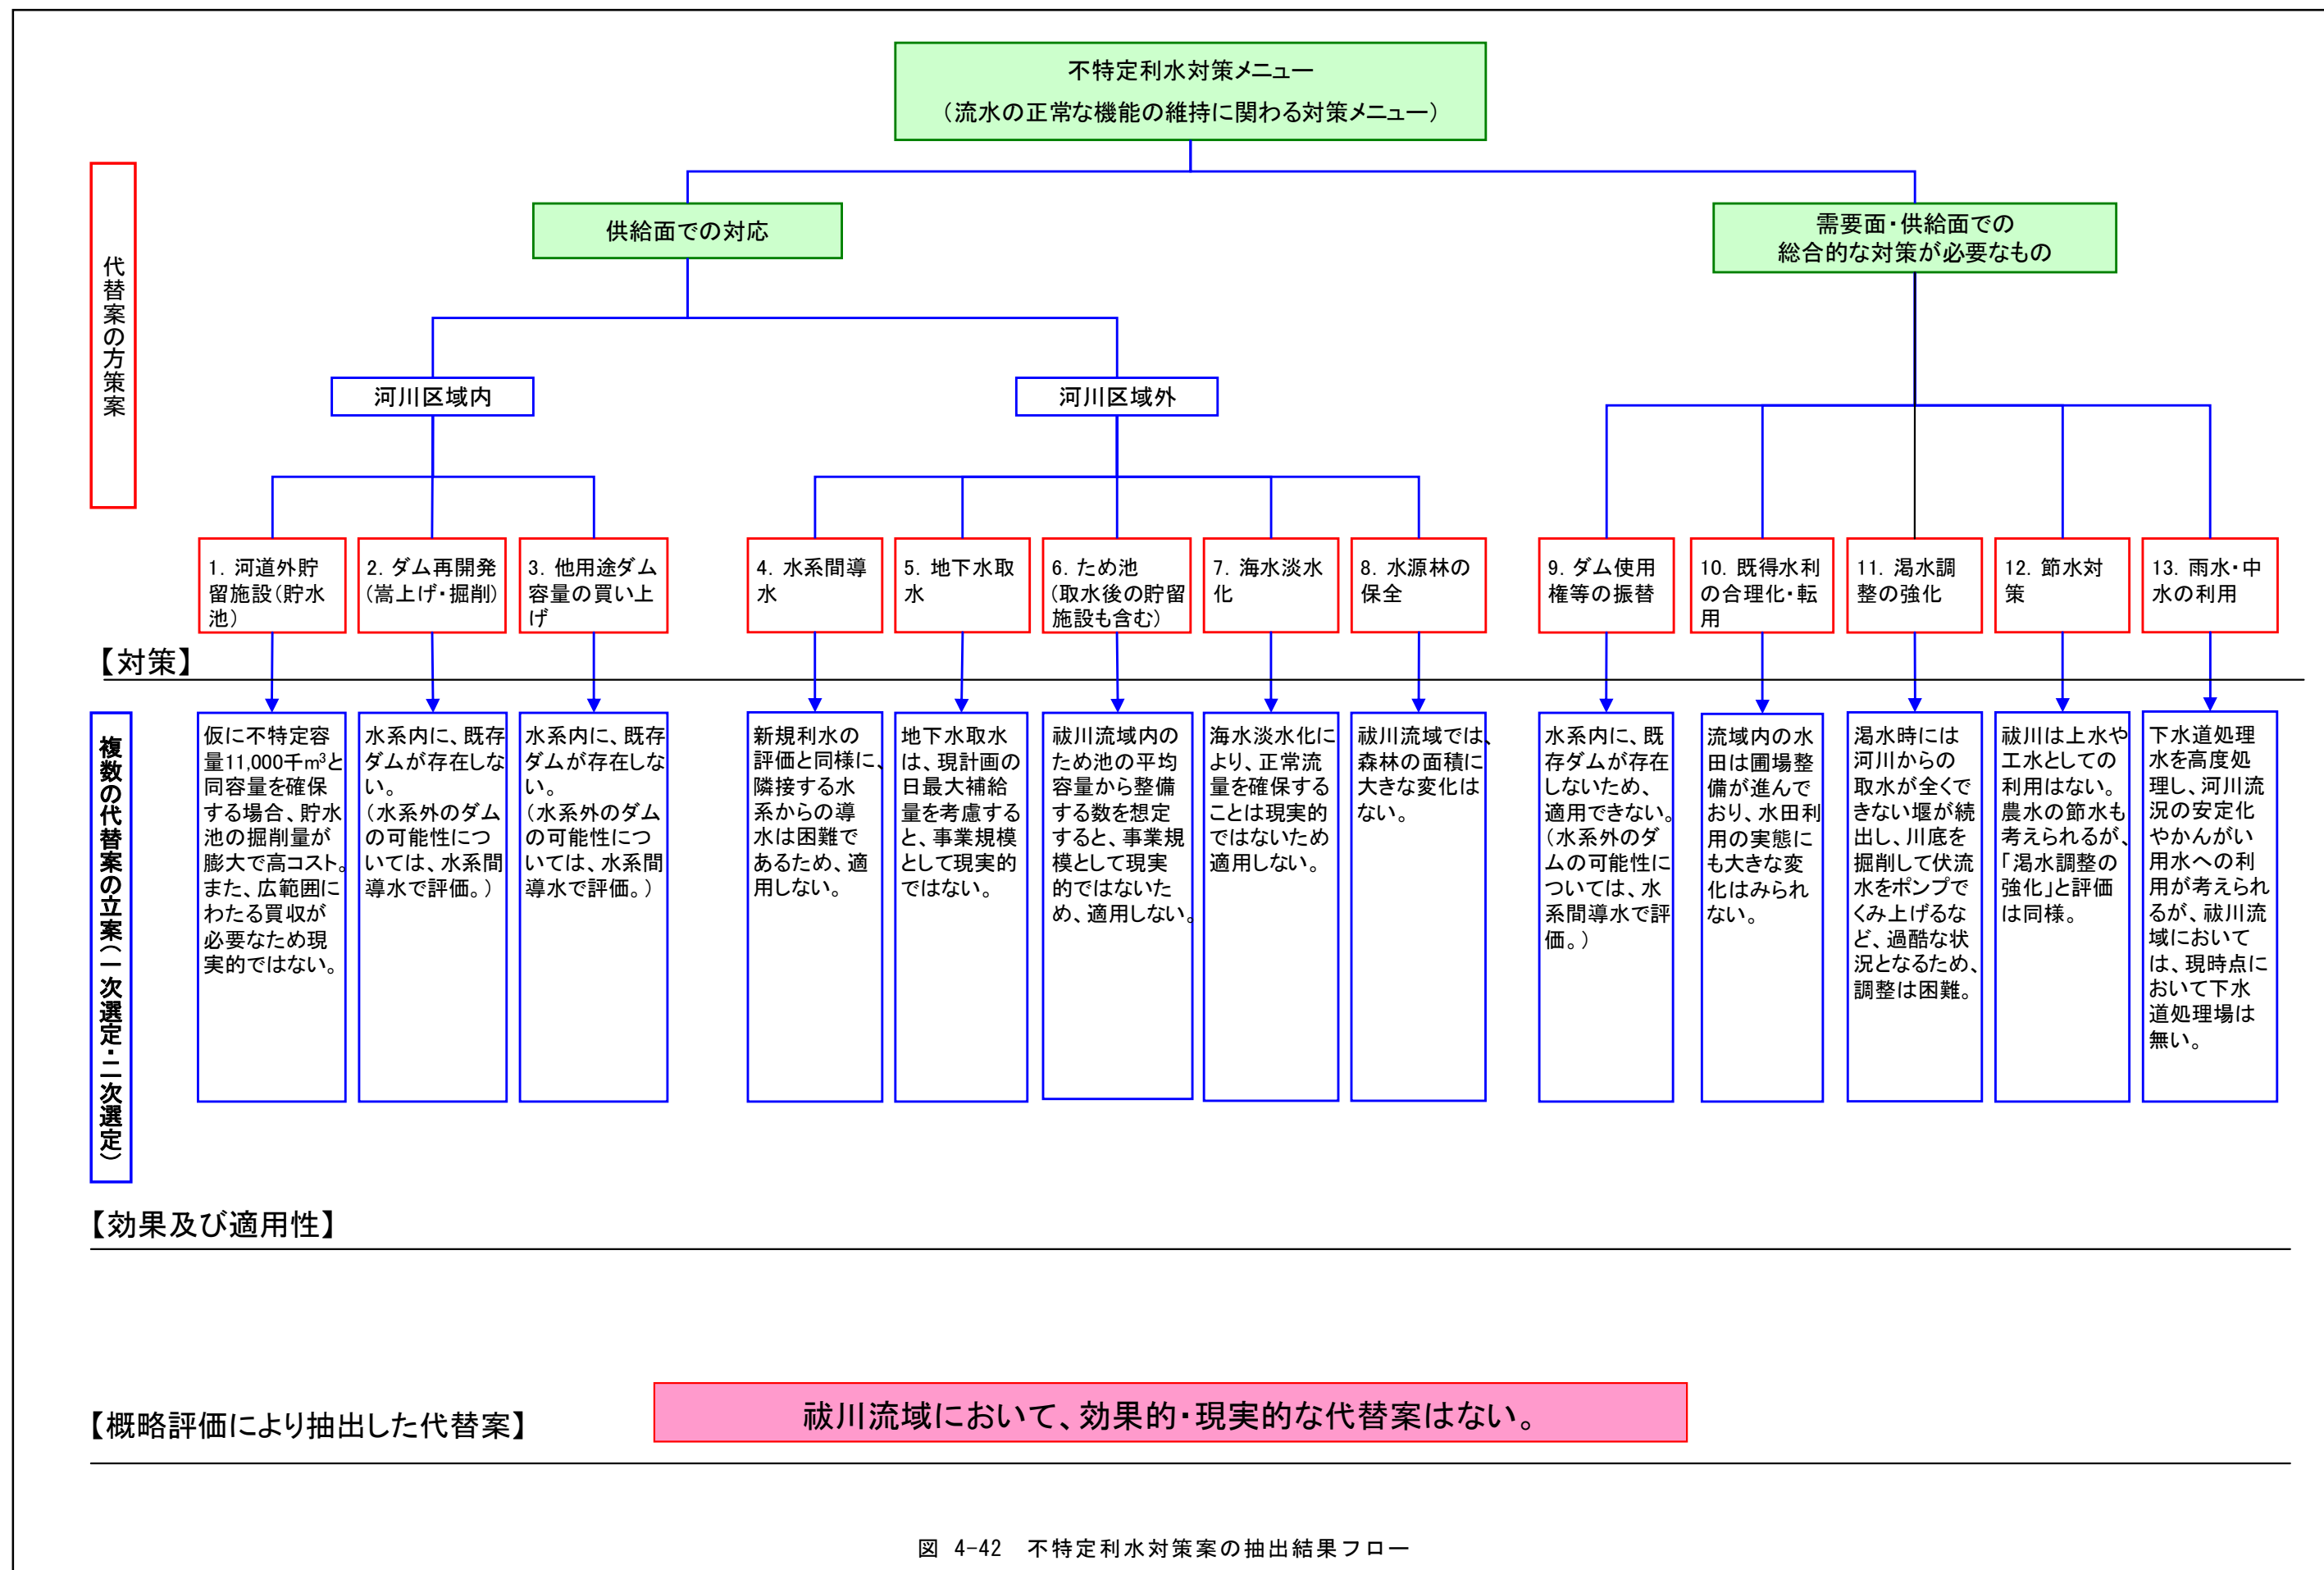 不特定利水対策メニュー
（流水の正常な機能の維持に関わる対策メニュー）
代替案の方策案
供給面での対応
需要面・供給面での
総合的な対策が必要なもの
河川区域内
河川区域外
1. 河道外貯
留施設（貯水
池）
2. ダム再開発
（嵩上げ・掘削）
3. 他用途ダム
容量の買い上
げ
4. 水系間導
水
5. 地下水取
水
6. ため池
（取水後の貯留
施設も含む）
7. 海水淡水
化
8. 水源林の
保全
9. ダム使用
権等の振替
10. 既得水利
の合理化・転
用
11. 渇水調
整の強化
12. 節水対
策
13. 雨水・中
水の利用
【対策】
複数の代替案の立案（一次選定・二次選定）
仮に不特定容
量11,000千㎥と
同容量を確保
する場合、貯水
池の掘削量が
膨大で高コスト。
また、広範囲に
わたる買収が
必要なため現
実的ではない。
水系内に、既存
ダムが存在しな
い。
（水系外のダム
の可能性につ
いては、水系間
導水で評価。）
水系内に、既存
ダムが存在しな
い。
（水系外のダム
の可能性につ
いては、水系間
導水で評価。）
新規利水の
評価と同様に、
隣接する水
系からの導
水は困難で
あるため、適
用しない。
地下水取水
は、現計画の
日最大補給
量を考慮する
と、事業規模
として現実的
ではない。
祓川流域内の
ため池の平均
容量から整備
する数を想定
すると、事業規
模として現実
的ではないた
め、適用しない。
海水淡水化に
より、正常流
量を確保する
ことは現実的
ではないため
適用しない。
祓川流域では、
森林の面積に
大きな変化は
ない。
水系内に、既
存ダムが存在
しないため、
適用できない。
（水系外のダ
ムの可能性に
ついては、水
系間導水で評
価。）
流域内の水
田は圃場整
備が進んで
おり、水田利
用の実態に
も大きな変
化はみられ
ない。
渇水時には
河川からの
取水が全くで
きない堰が続
出し、川底を
掘削して伏流
水をポンプで
くみ上げるな
ど、過酷な状
況となるため、
調整は困難。
祓川は上水や
工水としての
利用はない。
農水の節水も
考えられるが、
「渇水調整の
強化」と評価
は同様。
下水道処理
水を高度処
理し、河川流
況の安定化
やかんがい
用水への利
用が考えられ
るが、祓川流
域において
は、現時点に
おいて下水
道処理場は
無い。
【効果及び適用性】
【概略評価により抽出した代替案】
祓川流域において、効果的・現実的な代替案はない。
図 4-42 不特定利水対策案の抽出結果フロー